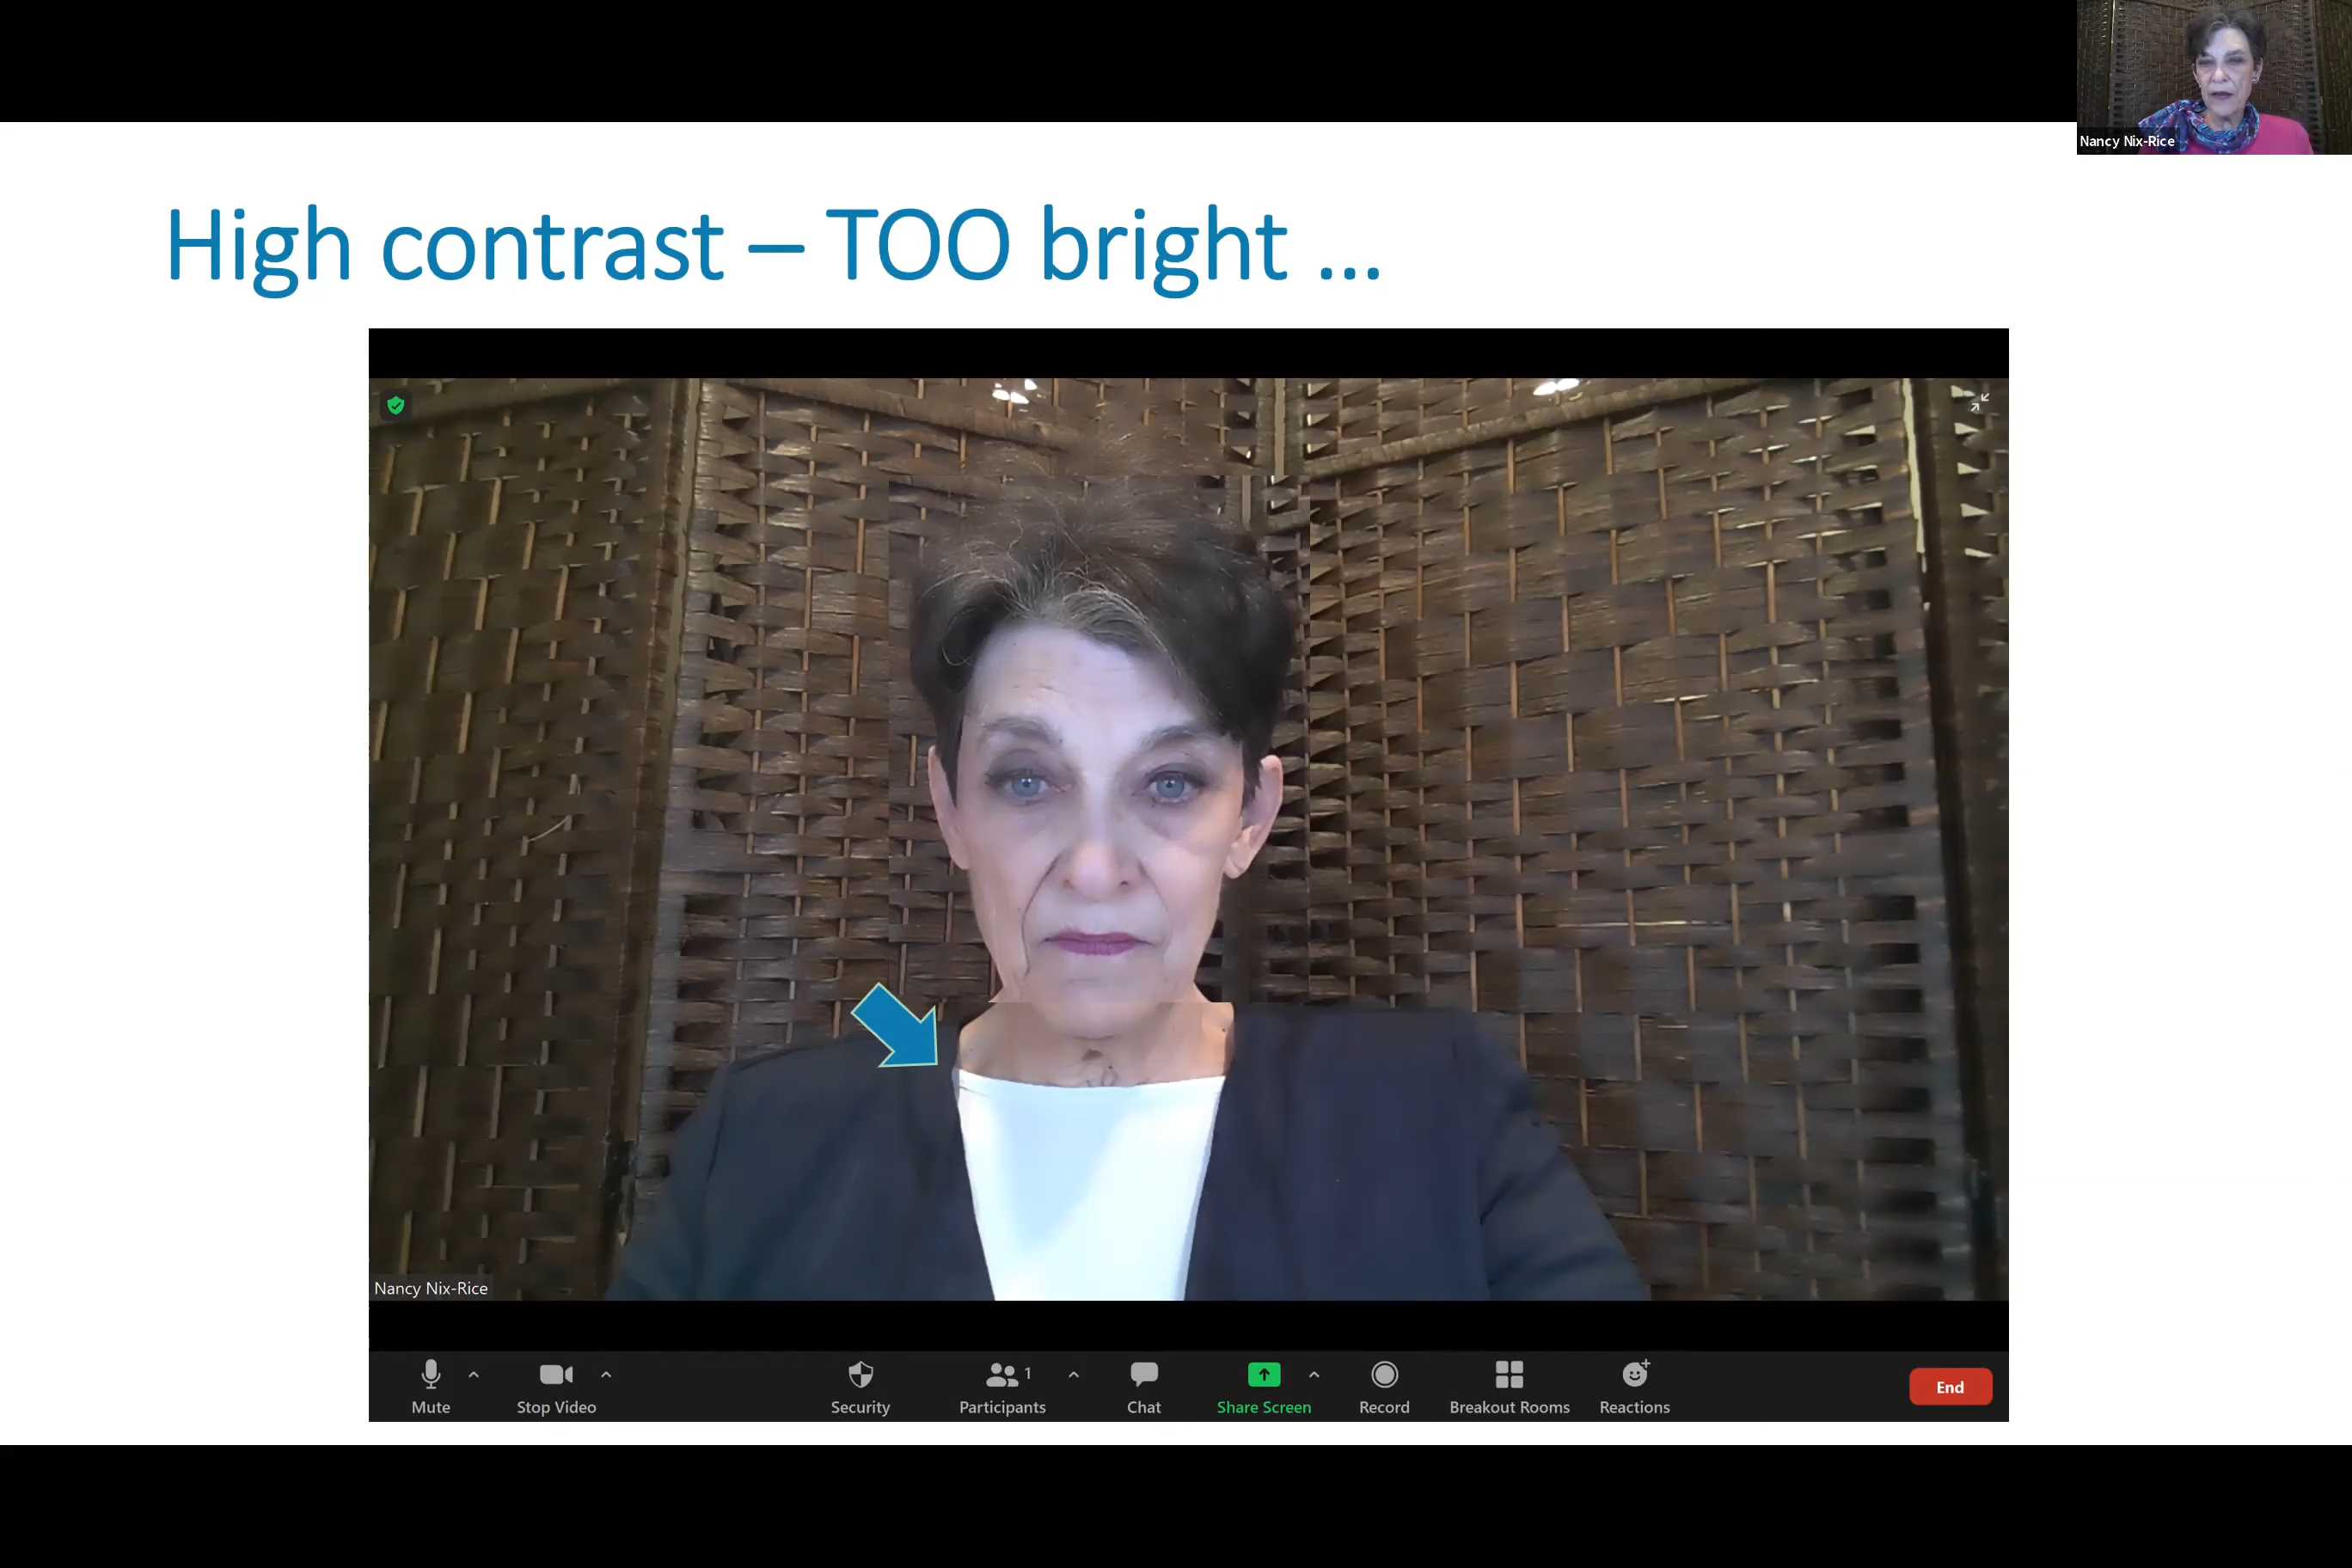 Nancy Nix-Rice
High contrast – TOO bright ...
Nancy Nix-Rice
Mute
Stop Video
Security
1
Participants
Chat
Share Screen
Record
Breakout Rooms
Reactions
End